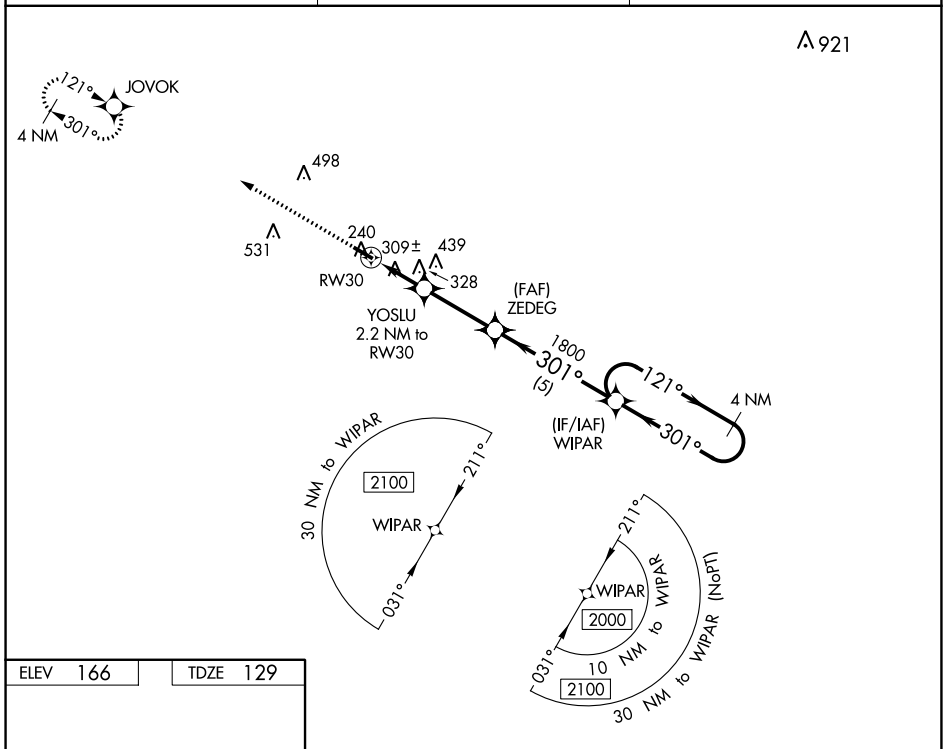 921
121°
JOVOK
301°
4 NM
498
531
240
309±
439
328
RW30
YOSLU
2.2 NM to
RW30
(FAF)
ZEDEG
1800
301°
(5)
121°
4 NM
301°
(IF/IAF)
WIPAR
30 NM to WIPAR
2100
211°
WIPAR
031°
211°
WIPAR
2000
10 NM to WIPAR
031°
2100
30 NM to WIPAR (NoPT)
ELEV 166
TDZE 129